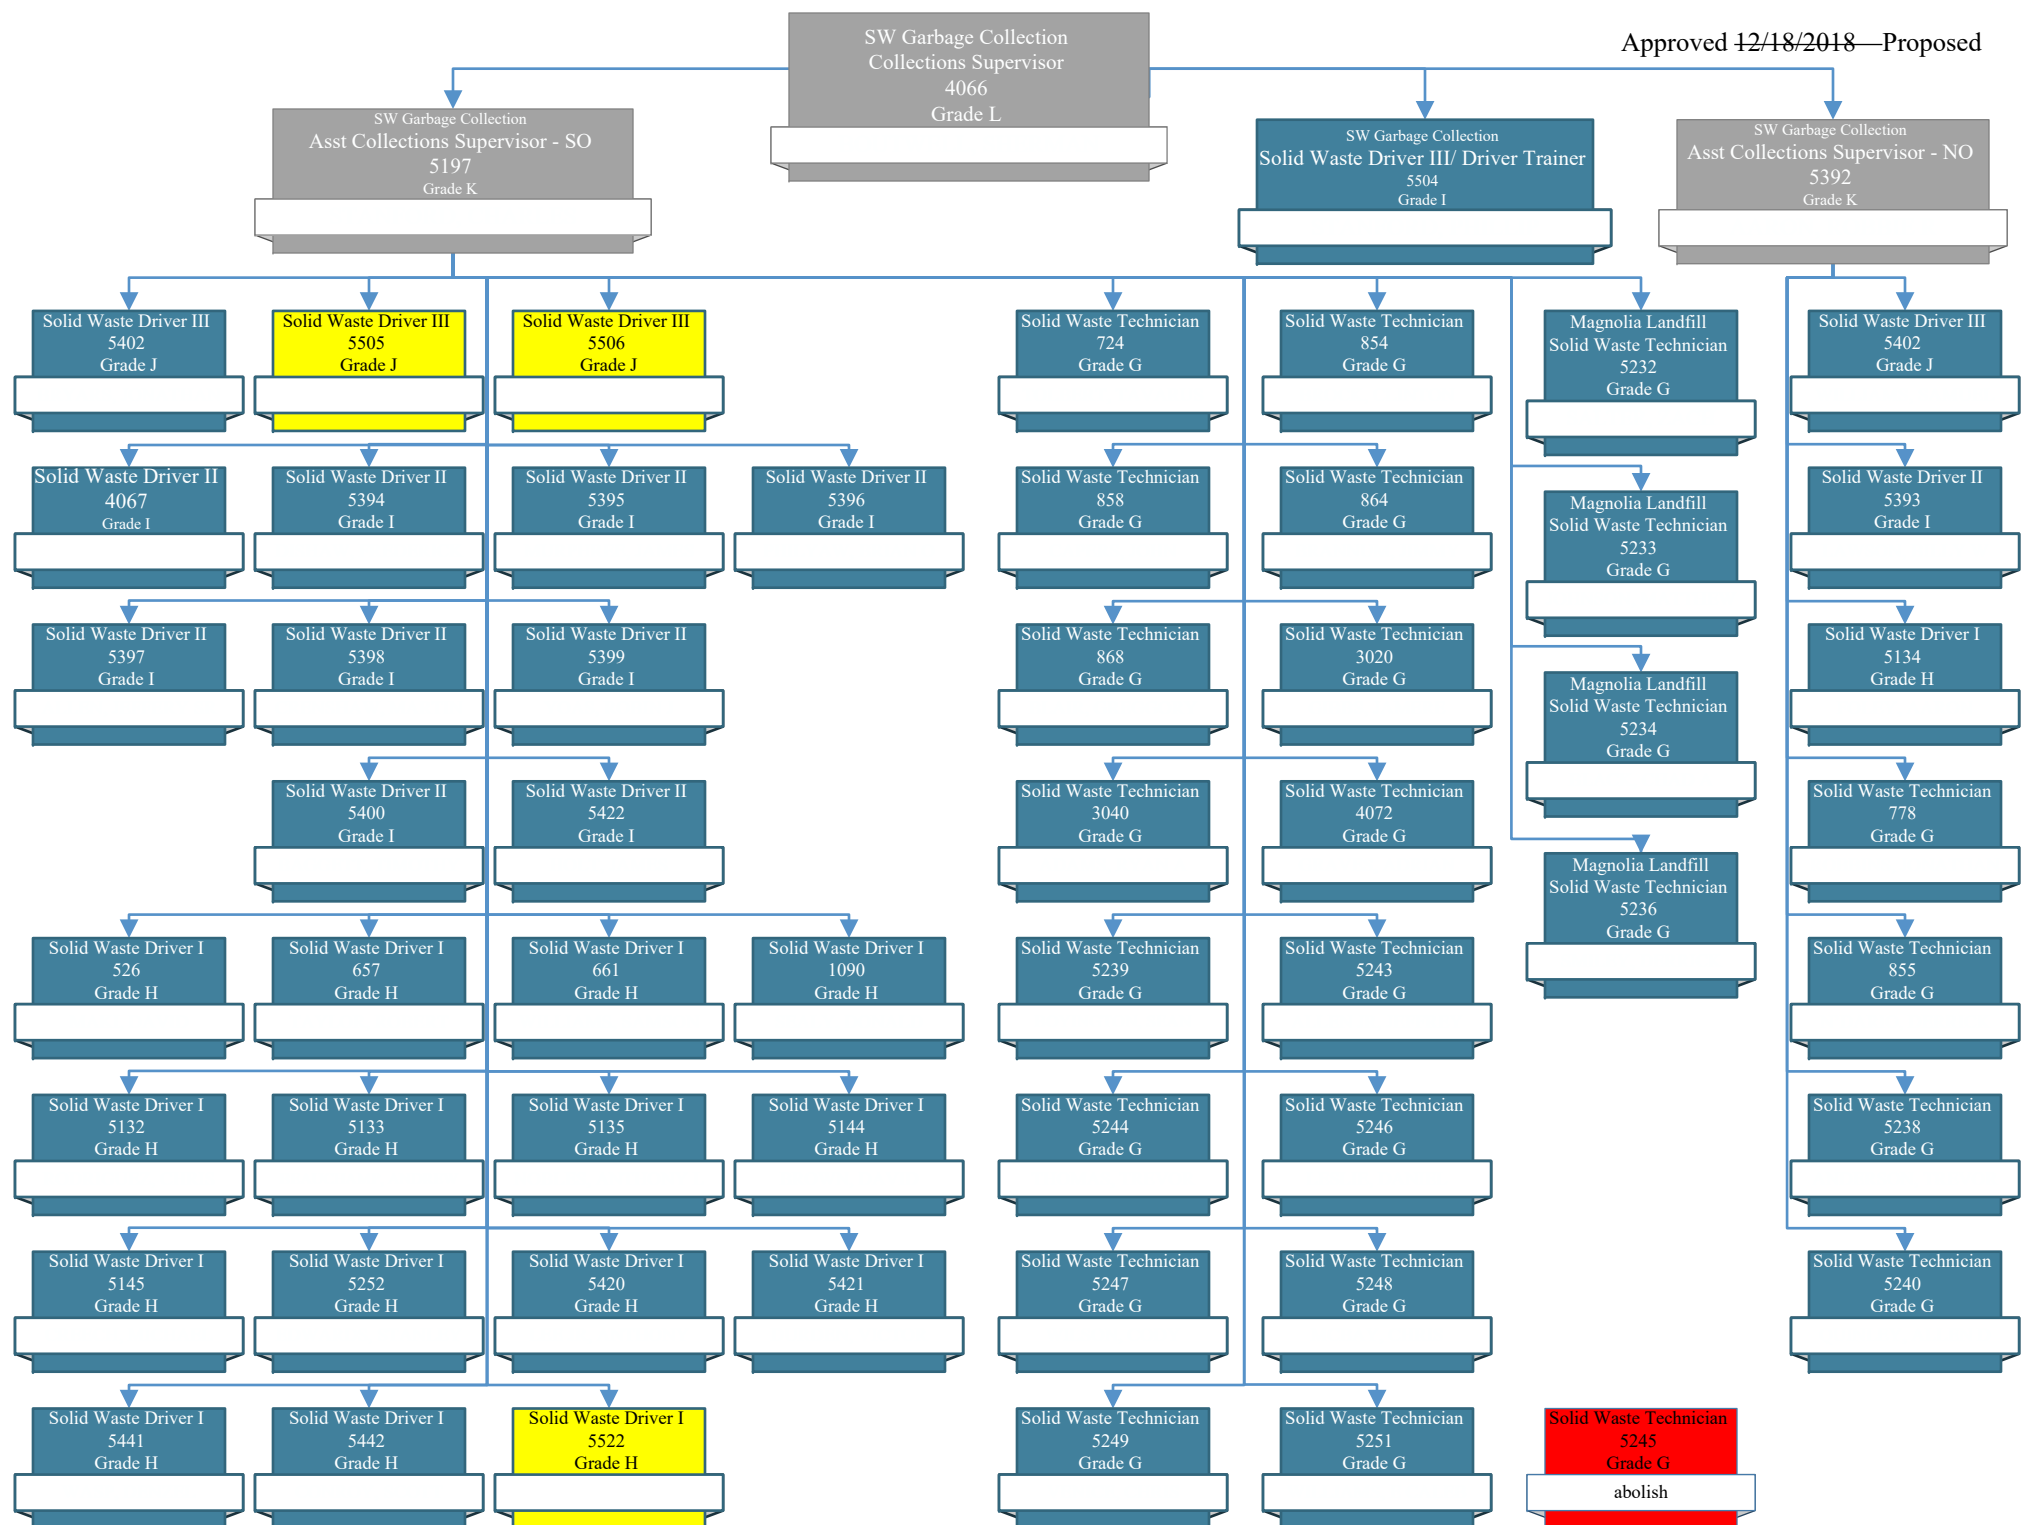 Approved 12/18/2018 Proposed
SW Garbage Collection
Collections Supervisor
4066
Grade L
SW Garbage Collection
Asst Collections Supervisor - SO
5197
Grade K
SW Garbage Collection
Solid Waste Driver III/ Driver Trainer
5504
Grade I
SW Garbage Collection
Asst Collections Supervisor - NO
5392
Grade K
Solid Waste Driver III
5402
Grade J
Solid Waste Driver III
5505
Grade J
Solid Waste Driver III
5506
Grade J
Solid Waste Technician
724
Grade G
Solid Waste Technician
854
Grade G
Magnolia Landfill
Solid Waste Technician
5232
Grade G
Solid Waste Driver III
5402
Grade J
Solid Waste Driver II
4067
Grade I
Solid Waste Driver II
5394
Grade I
Solid Waste Driver II
5395
Grade I
Solid Waste Driver II
5396
Grade I
Solid Waste Technician
858
Grade G
Solid Waste Technician
864
Grade G
Magnolia Landfill
Solid Waste Technician
5233
Grade G
Solid Waste Driver II
5393
Grade I
Solid Waste Driver II
5397
Grade I
Solid Waste Driver II
5398
Grade I
Solid Waste Driver II
5399
Grade I
Solid Waste Technician
868
Grade G
Solid Waste Technician
3020
Grade G
Magnolia Landfill
Solid Waste Technician
5234
Grade G
Solid Waste Driver I
5134
Grade H
Solid Waste Driver II
5400
Grade I
Solid Waste Driver II
5422
Grade I
Solid Waste Technician
3040
Grade G
Solid Waste Technician
4072
Grade G
Magnolia Landfill
Solid Waste Technician
5236
Grade G
Solid Waste Technician
778
Grade G
Solid Waste Driver I
526
Grade H
Solid Waste Driver I
657
Grade H
Solid Waste Driver I
661
Grade H
Solid Waste Driver I
1090
Grade H
Solid Waste Technician
5239
Grade G
Solid Waste Technician
5243
Grade G
Solid Waste Technician
855
Grade G
Solid Waste Driver I
5132
Grade H
Solid Waste Driver I
5133
Grade H
Solid Waste Driver I
5135
Grade H
Solid Waste Driver I
5144
Grade H
Solid Waste Technician
5244
Grade G
Solid Waste Technician
5246
Grade G
Solid Waste Technician
5238
Grade G
Solid Waste Driver I
5145
Grade H
Solid Waste Driver I
5252
Grade H
Solid Waste Driver I
5420
Grade H
Solid Waste Driver I
5421
Grade H
Solid Waste Technician
5247
Grade G
Solid Waste Technician
5248
Grade G
Solid Waste Technician
5240
Grade G
Solid Waste Driver I
5441
Grade H
Solid Waste Driver I
5442
Grade H
Solid Waste Driver I
5522
Grade H
Solid Waste Technician
5249
Grade G
Solid Waste Technician
5251
Grade G
Solid Waste Technician
5245
Grade G
abolish